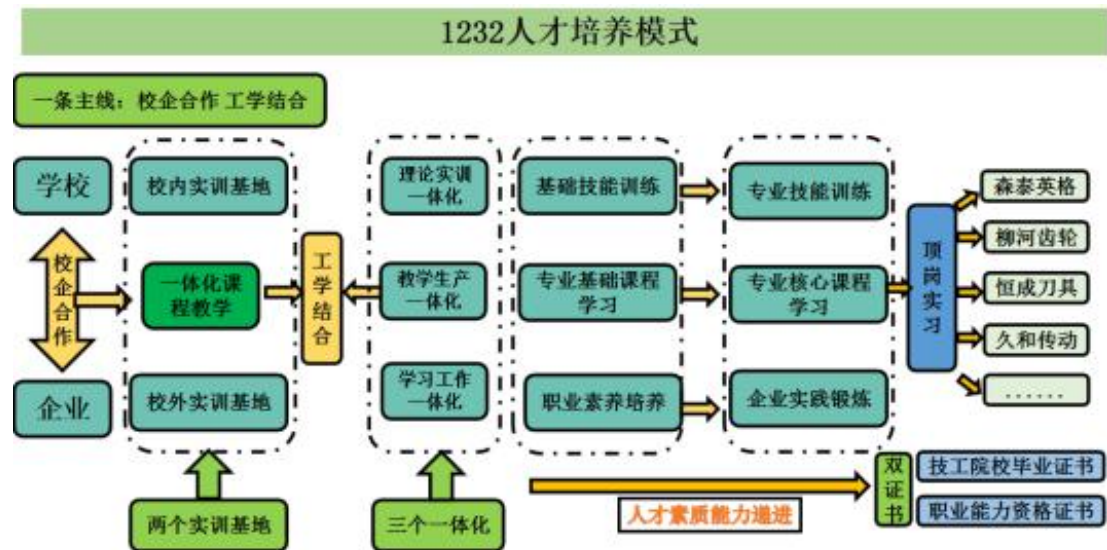 1232人才培养模式
一条主线：校企合作 工学结合
学校
校企合作
企业
校内实训基地
一体化课
程教学
校外实训基地
两个实训基地
工学结合
理论实训
一体化
教学生产
一体化
学习工作
一体化
三个一体化
基础技能训练
专业基础课程
学习
职业素养培养
专业技能训练
专业核心课程
学习
企业实践锻炼
人才素质能力递进
顶岗实习
森泰英格
柳河齿轮
恒成刀具
久和传动
......
双证书
技工院校毕业证书
职业能力资格证书